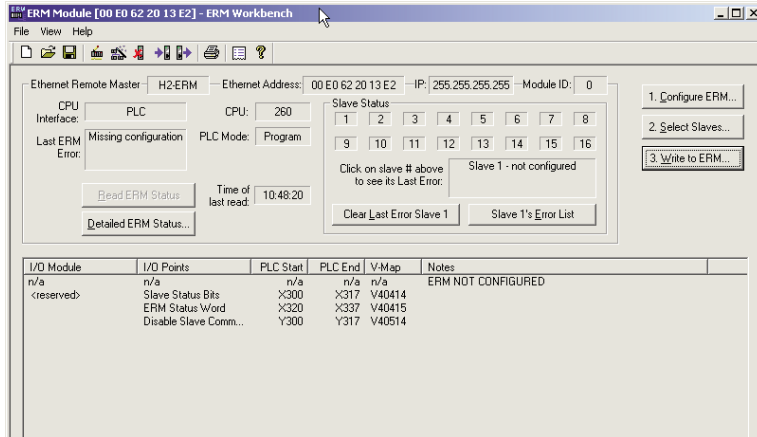 ERM Module [00 E0 62 20 13 E2] - ERM Workbench
File View Help
Ethernet Remote Master H2-ERM Ethernet Address: 00 E0 62 20 13 E2 IP: 255.255.255.255 Module ID: 0
CPU Interface: PLC CPU: 260
Last ERM Error: Missing configuration PLC Mode: Program
Read ERM Status Time of last read: 10:48:20
Detailed ERM Status...
Slave Status
1 2 3 4 5 6 7 8
9 10 11 12 13 14 15 16
Click on slave # above to see its Last Error: Slave 1 - not configured
Clear Last Error Slave 1 Slave 1's Error List
1. Configure ERM...
2. Select Slaves...
3. Write to ERM...
I/O Module I/O Points PLC Start PLC End V-Map Notes
n/a n/a n/a n/a n/a ERM NOT CONFIGURED
<reserved> Slave Status Bits X300 X317 V40414
ERM Status Word X320 X337 V40415
Disable Slave Comm... Y300 Y317 V40514